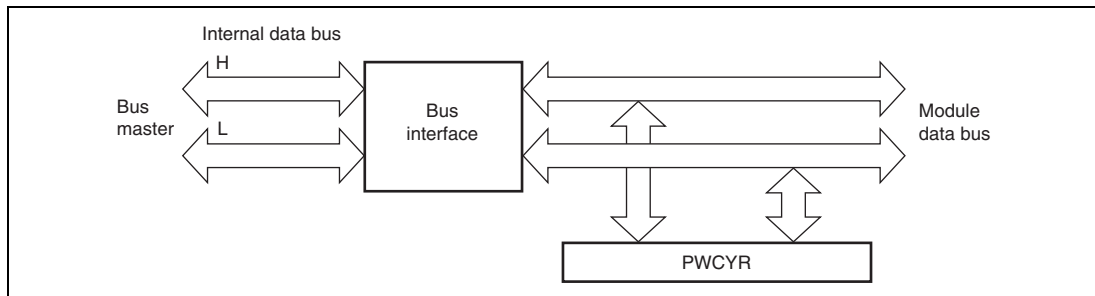 Internal data bus
H
Bus
master
L
Bus
interface
Module
data bus
PWCYR